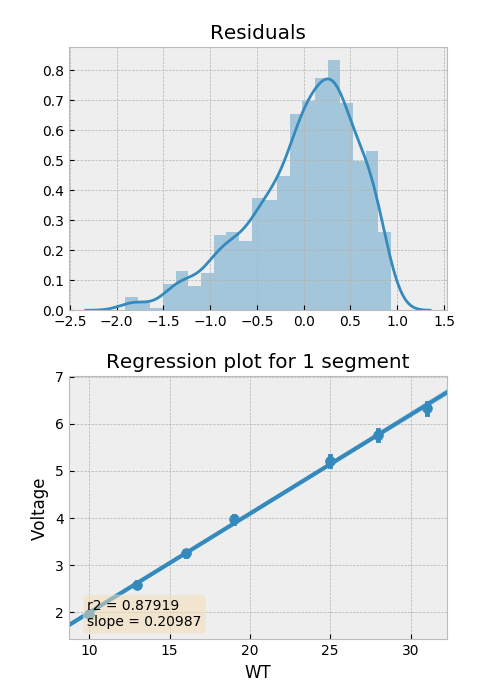 Residuals
0.8
0.7
0.6
0.5
0.4
0.3
0.2
0.1
0.0
−2.5 −2.0 −1.5 −1.0 −0.5 0.0 0.5 1.0 1.5
Regression plot for 1 segment
7
6
5
4
3
2
Voltage
r2 = 0.87919
slope = 0.20987
10 15 20 25 30
WT